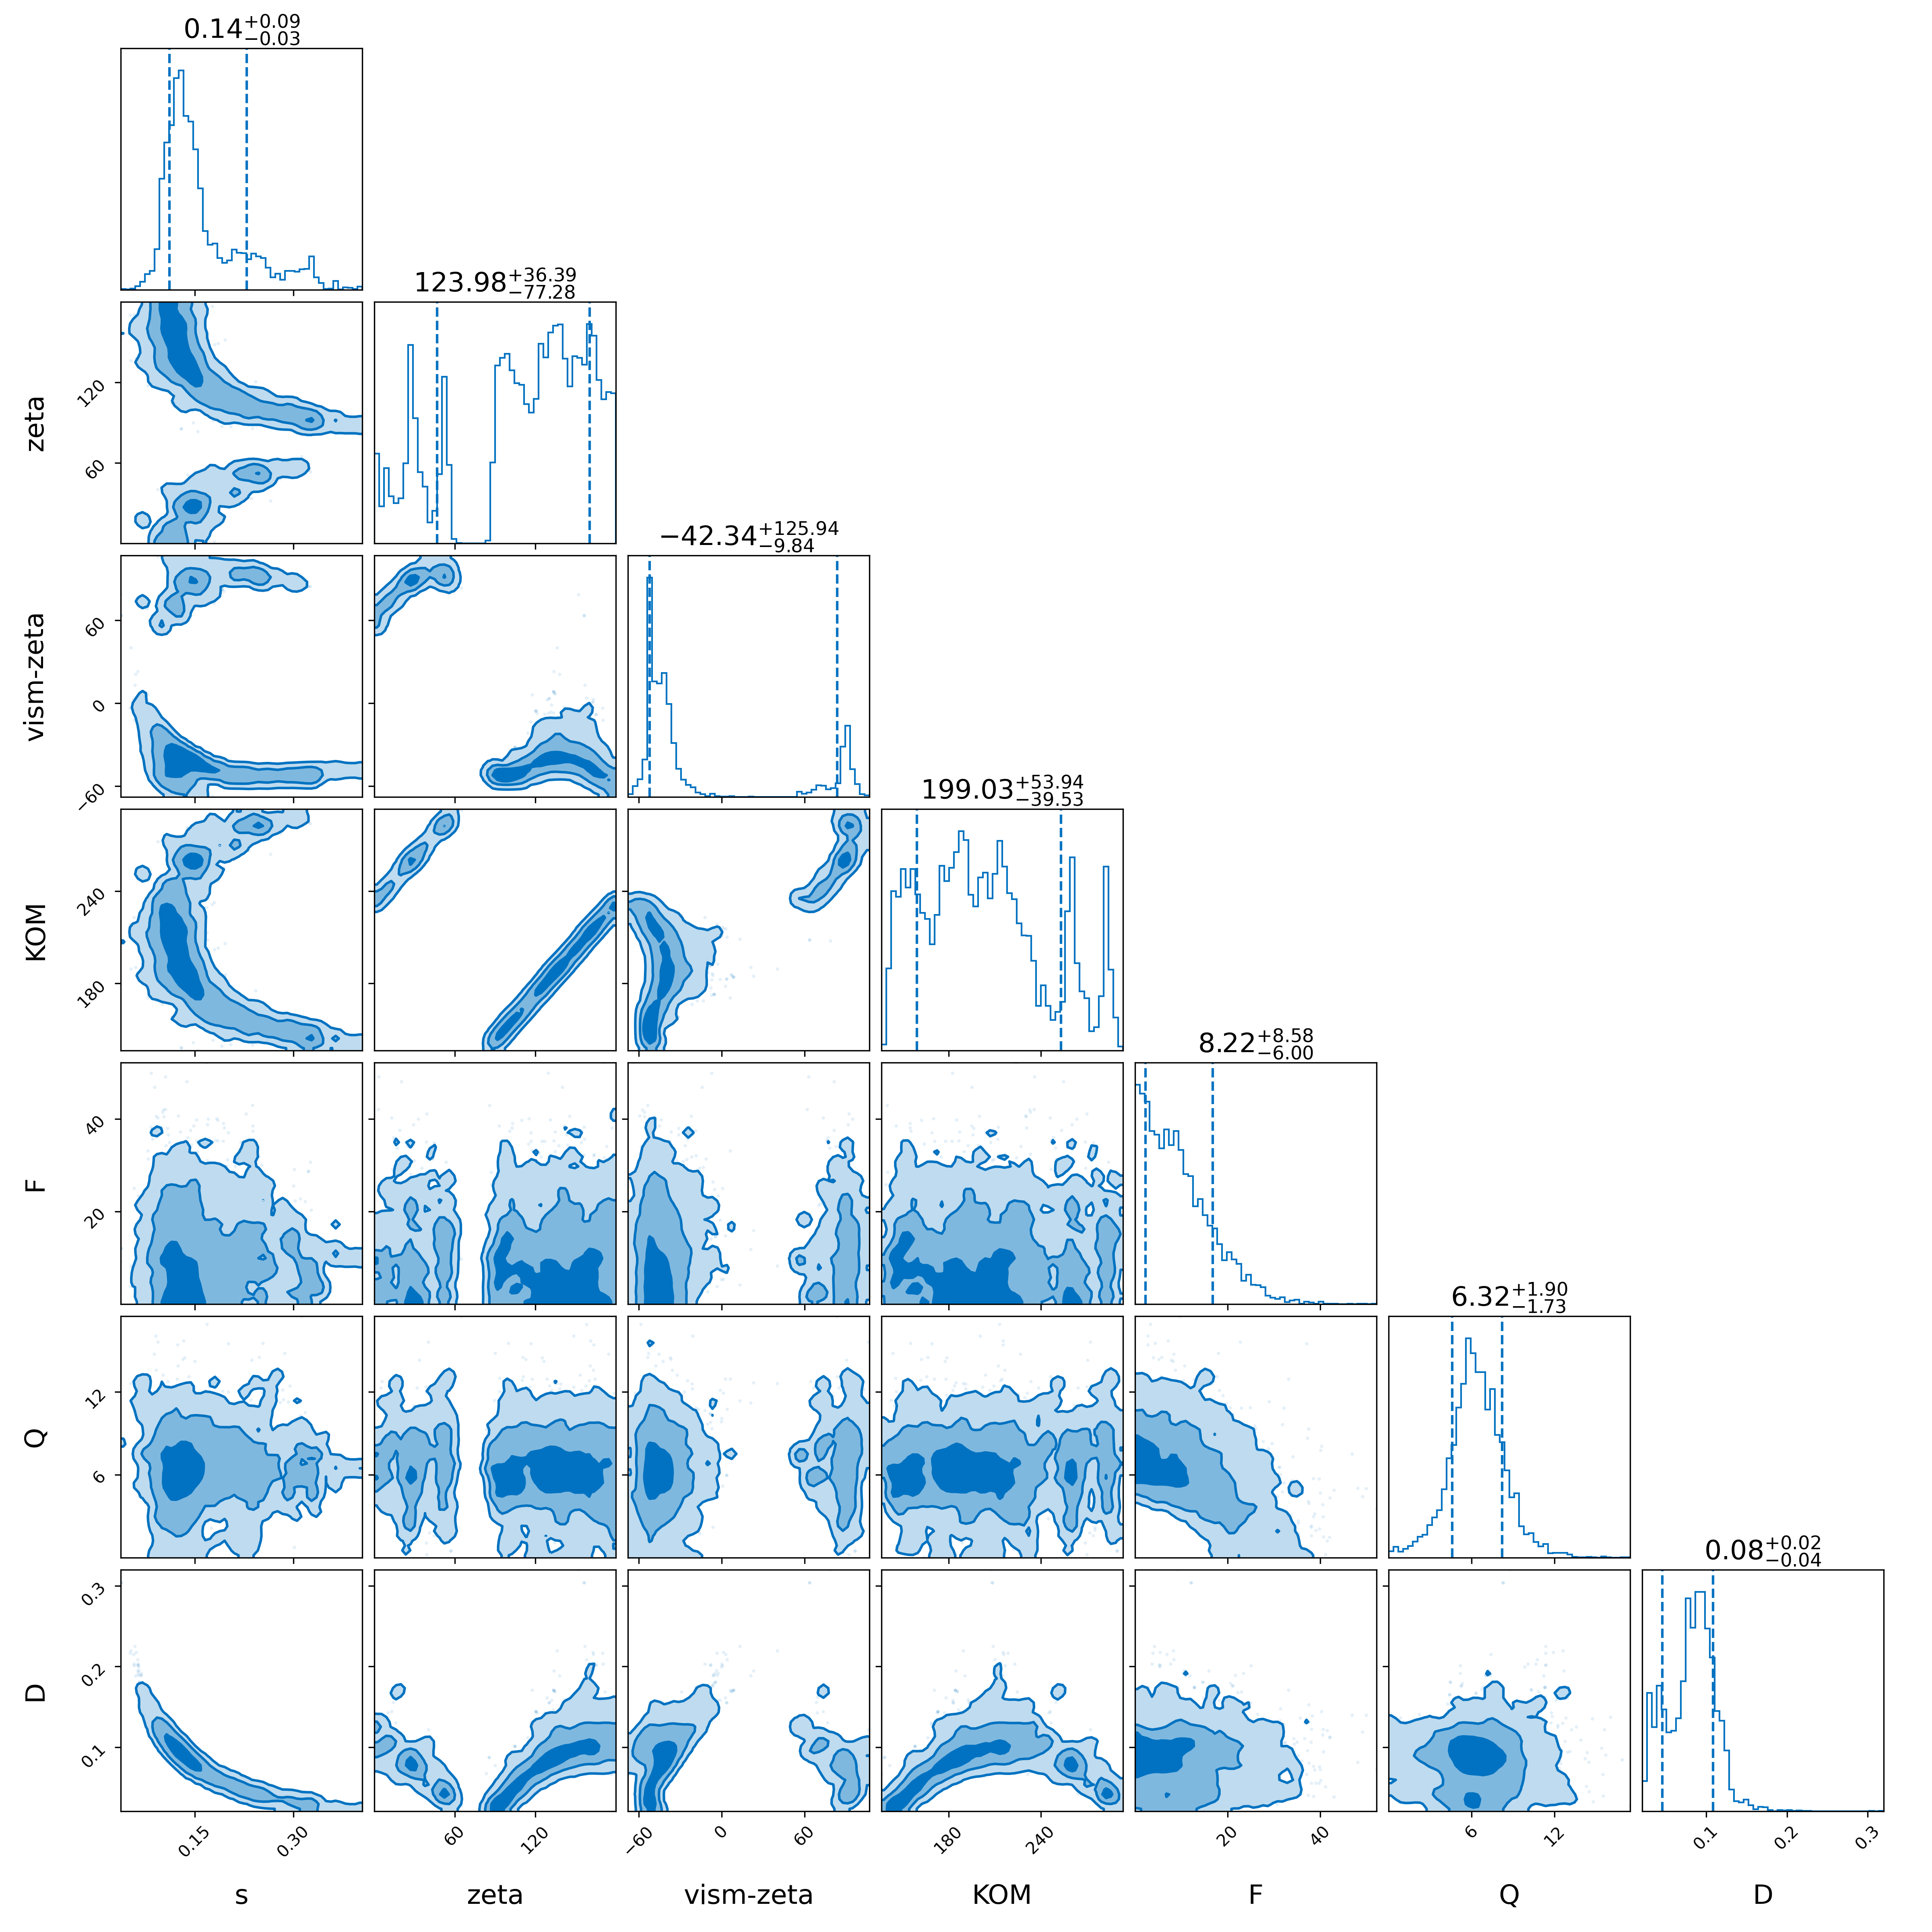 0.14+0.09−0.03
123.98+36.39−77.28
zeta
120
60
−42.34+125.94−9.84
vism-zeta
60
0
−60
199.03+53.94−39.53
KOM
240
180
8.22+8.58−6.00
F
40
20
6.32+1.90−1.73
Q
12
6
0.08+0.02−0.04
D
0.3
0.2
0.1
0.15 0.30 60 120 −60 0 60 180 240 20 40 6 12 0.1 0.2 0.3
s zeta vism-zeta KOM F Q D